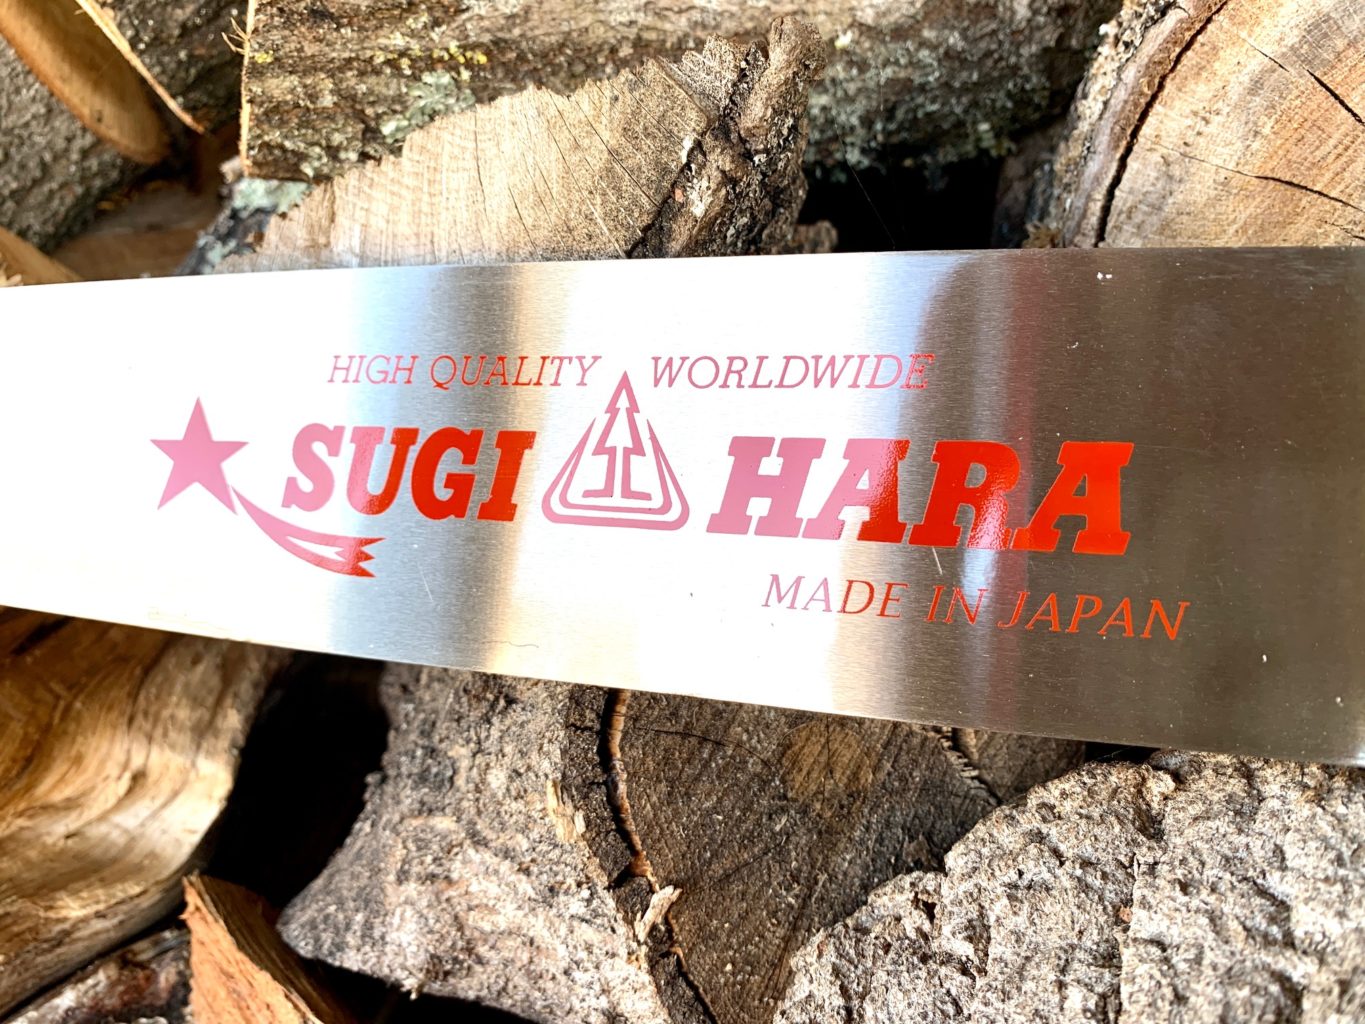 HIGH QUALITY WORLDWIDE
SUGI HARA
MADE IN JAPAN